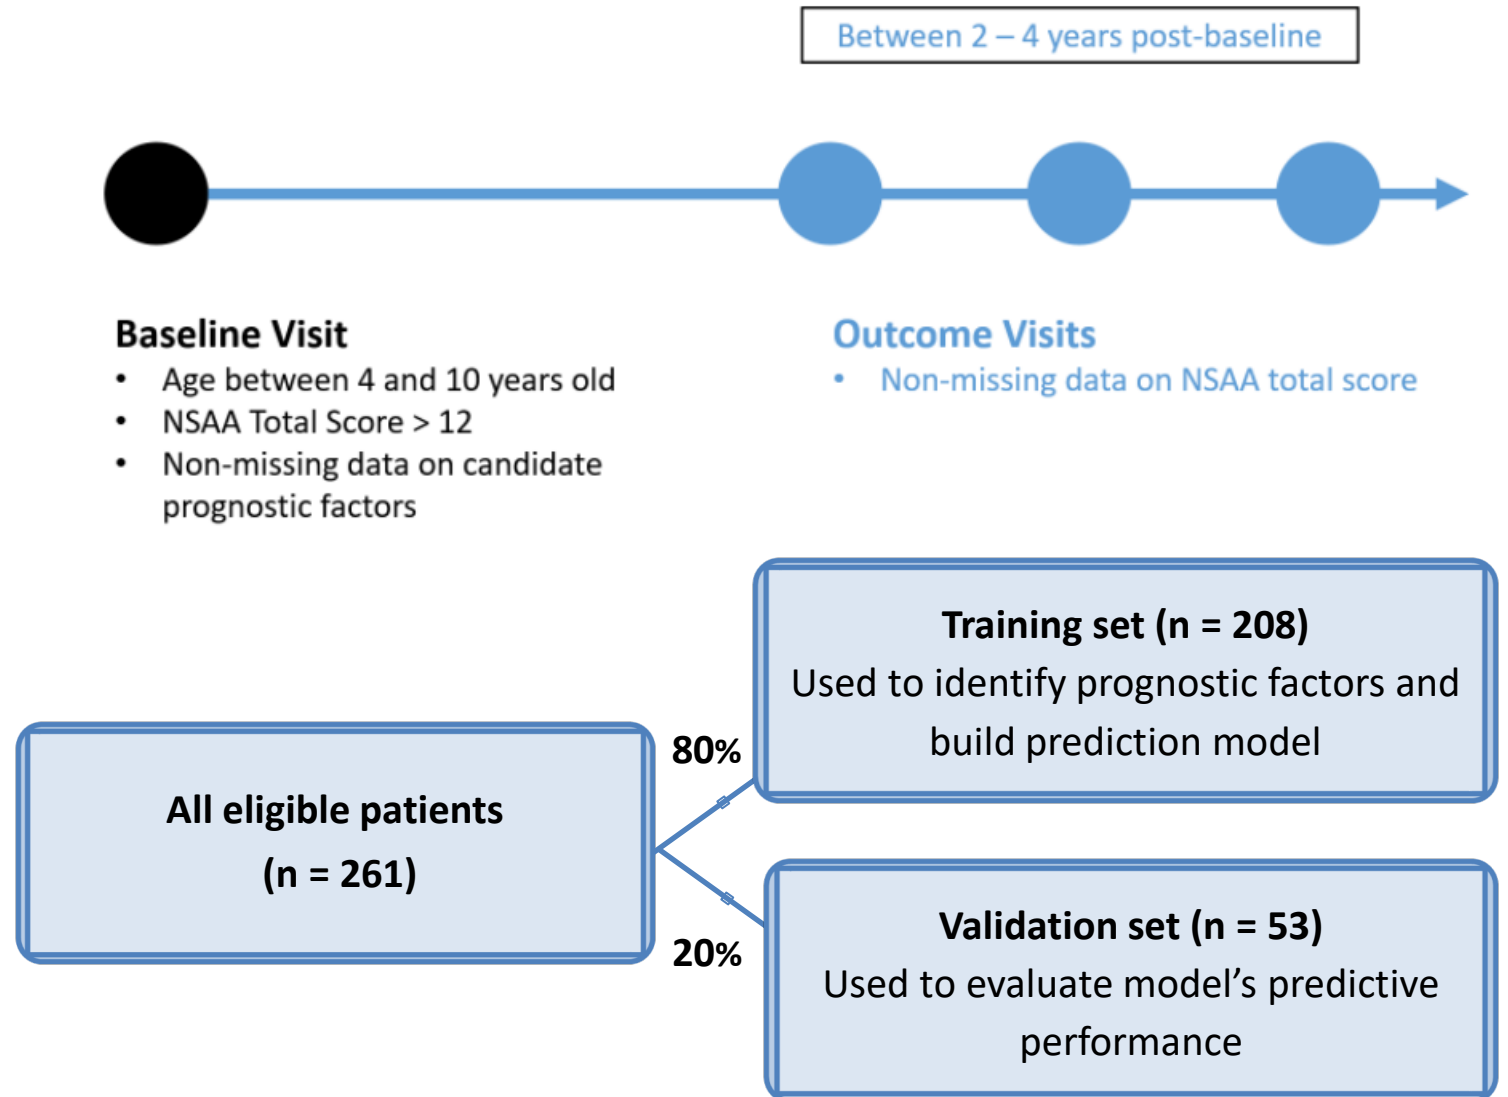 Between 2 – 4 years post-baseline
Baseline Visit
• Age between 4 and 10 years old
• NSAA Total Score > 12
• Non-missing data on candidate
prognostic factors
Outcome Visits
• Non-missing data on NSAA total score
All eligible patients
(n = 261)
80%
20%
Training set (n = 208)
Used to identify prognostic factors and
build prediction model
Validation set (n = 53)
Used to evaluate model’s predictive
performance